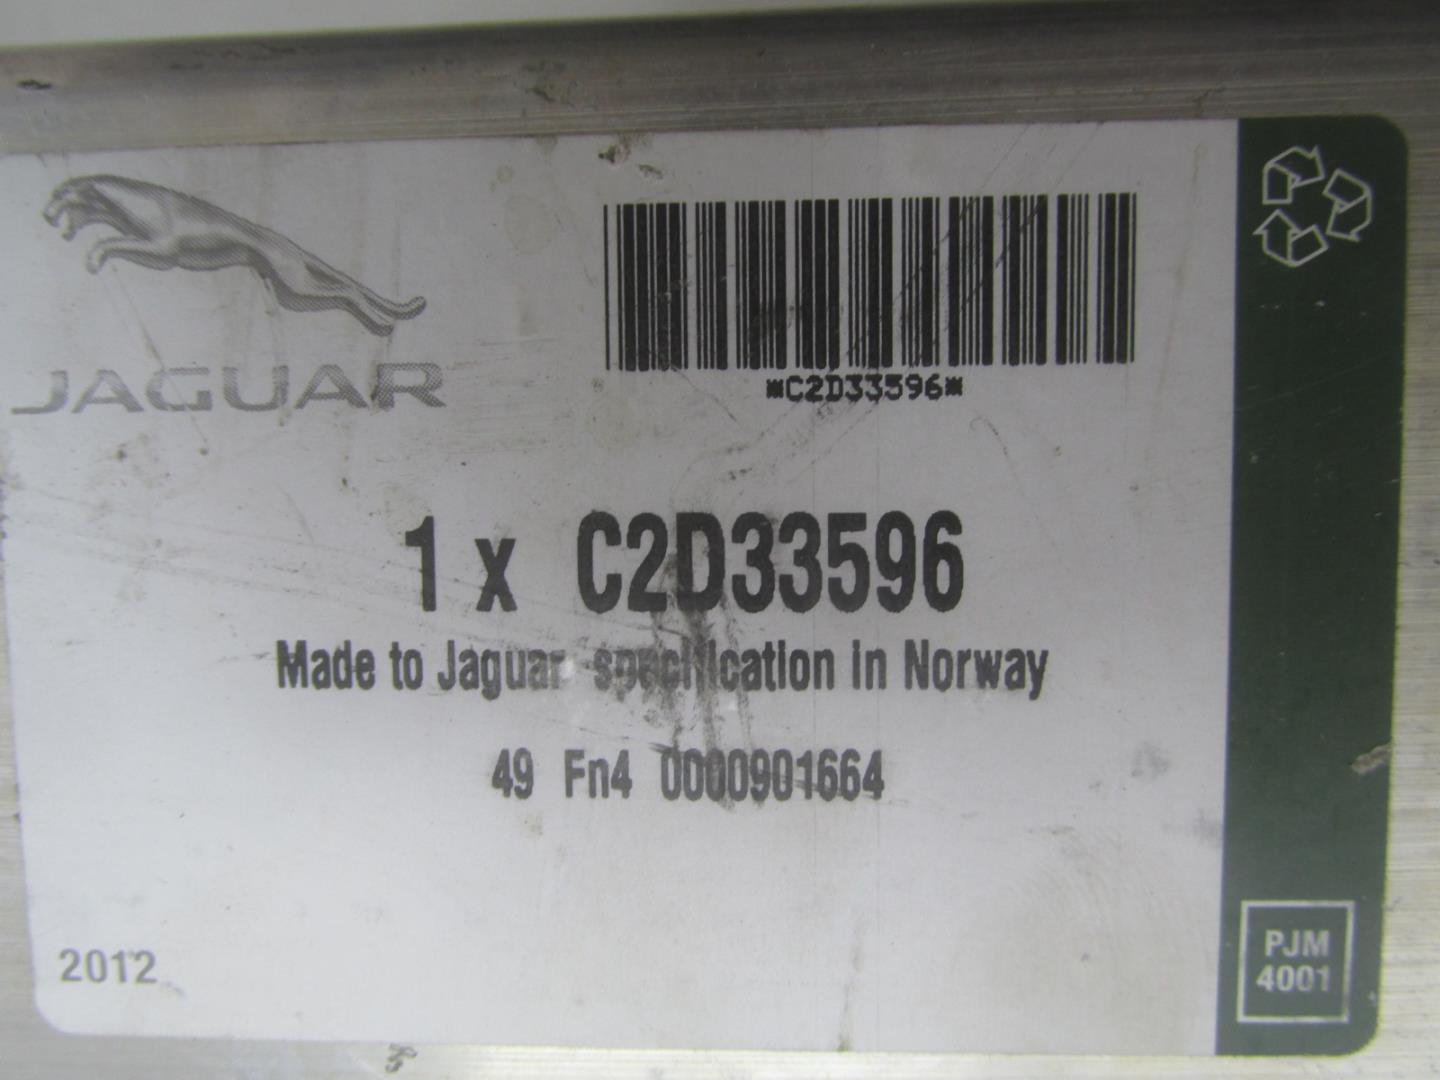 JAGUAR
*C2D33596*
1 x C2D33596
Made to Jaguar specification in Norway
49 Fn4 0000901664
2012
PJM
4001